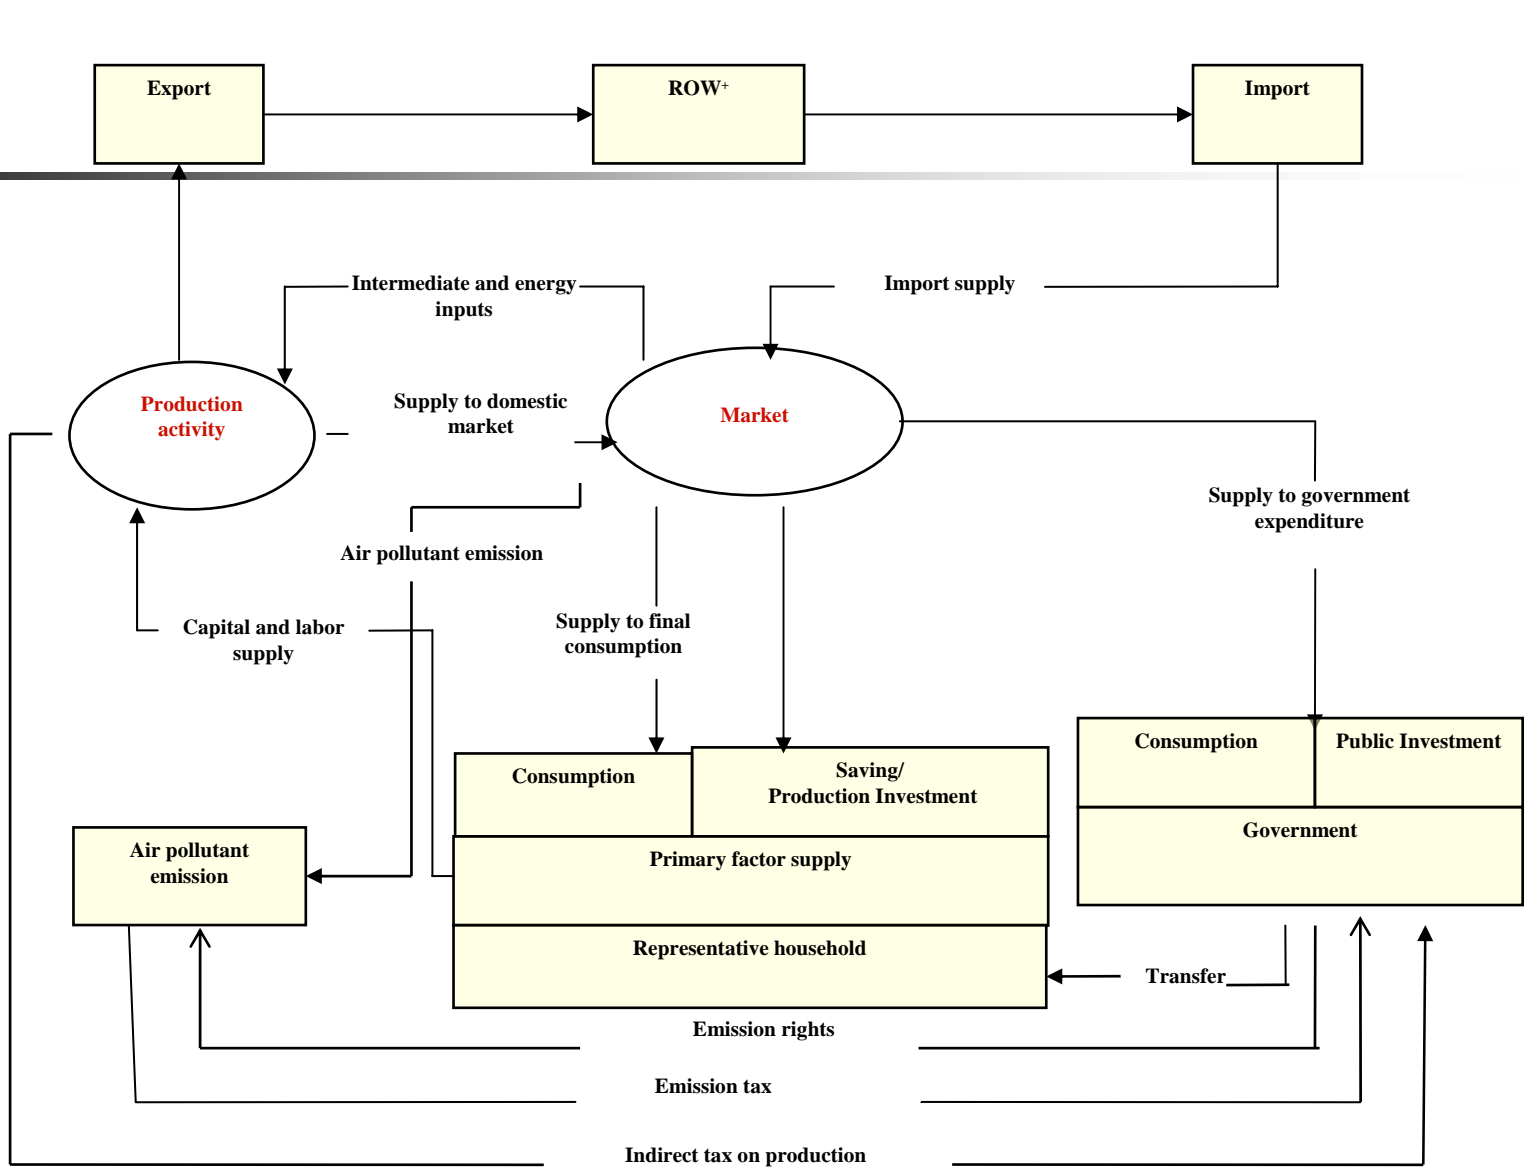 Export
ROW+
Import
Intermediate and energy
inputs
Import supply
Production
activity
Supply to domestic
market
Market
Supply to government
expenditure
Air pollutant emission
Capital and labor
supply
Supply to final
consumption
Consumption
Saving/
Production Investment
Consumption
Public Investment
Government
Air pollutant
emission
Primary factor supply
Representative household
Transfer
Emission rights
Emission tax
Indirect tax on production